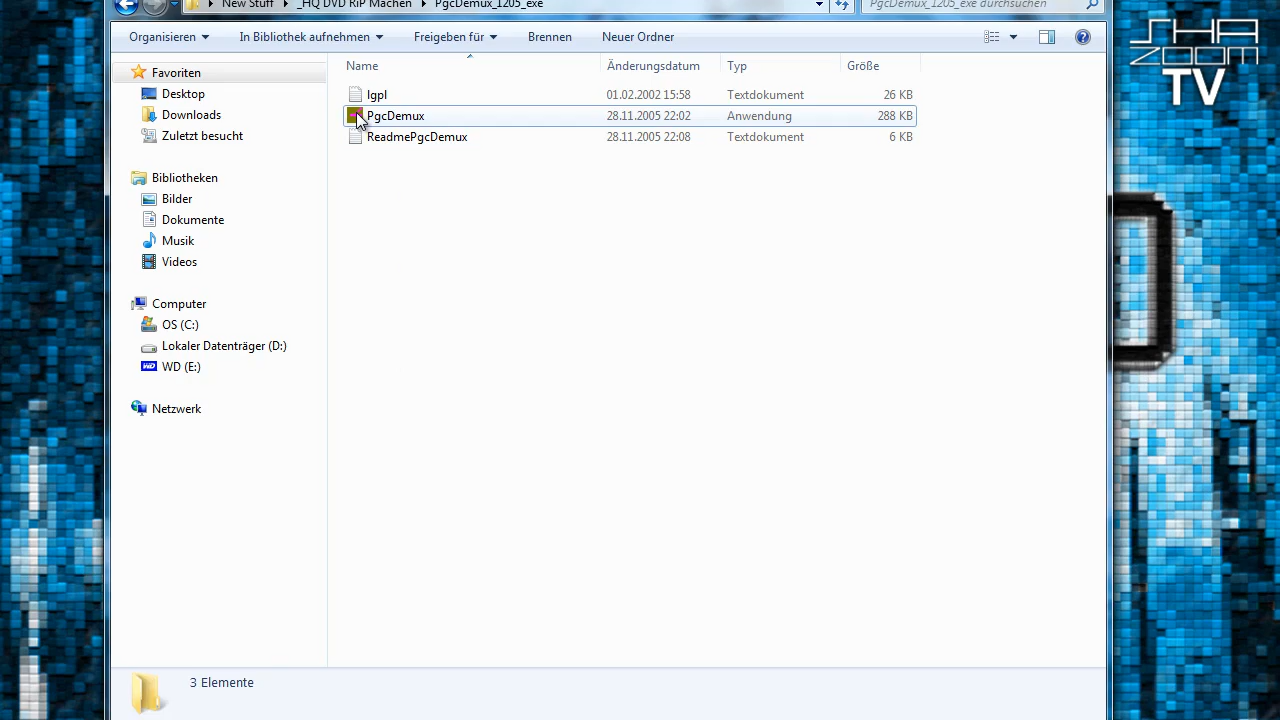 New Stuff _HQ DVD RiP Machen PgcDemux_1205_exe PgcDemux_1205_exe durchsuchen
Organisieren In Bibliothek aufnehmen Freigeben für Brennen Neuer Ordner
SHA
ZOOM
TV
Name Änderungsdatum Typ Größe
Favoriten
Desktop
Downloads
Zuletzt besucht
Bibliotheken
Bilder
Dokumente
Musik
Videos
Computer
OS (C:)
Lokaler Datenträger (D:)
WD WD (E:)
Netzwerk
lgpl 01.02.2002 15:58 Textdokument 26 KB
PgcDemux 28.11.2005 22:02 Anwendung 288 KB
ReadmePgcDemux 28.11.2005 22:08 Textdokument 6 KB
3 Elemente